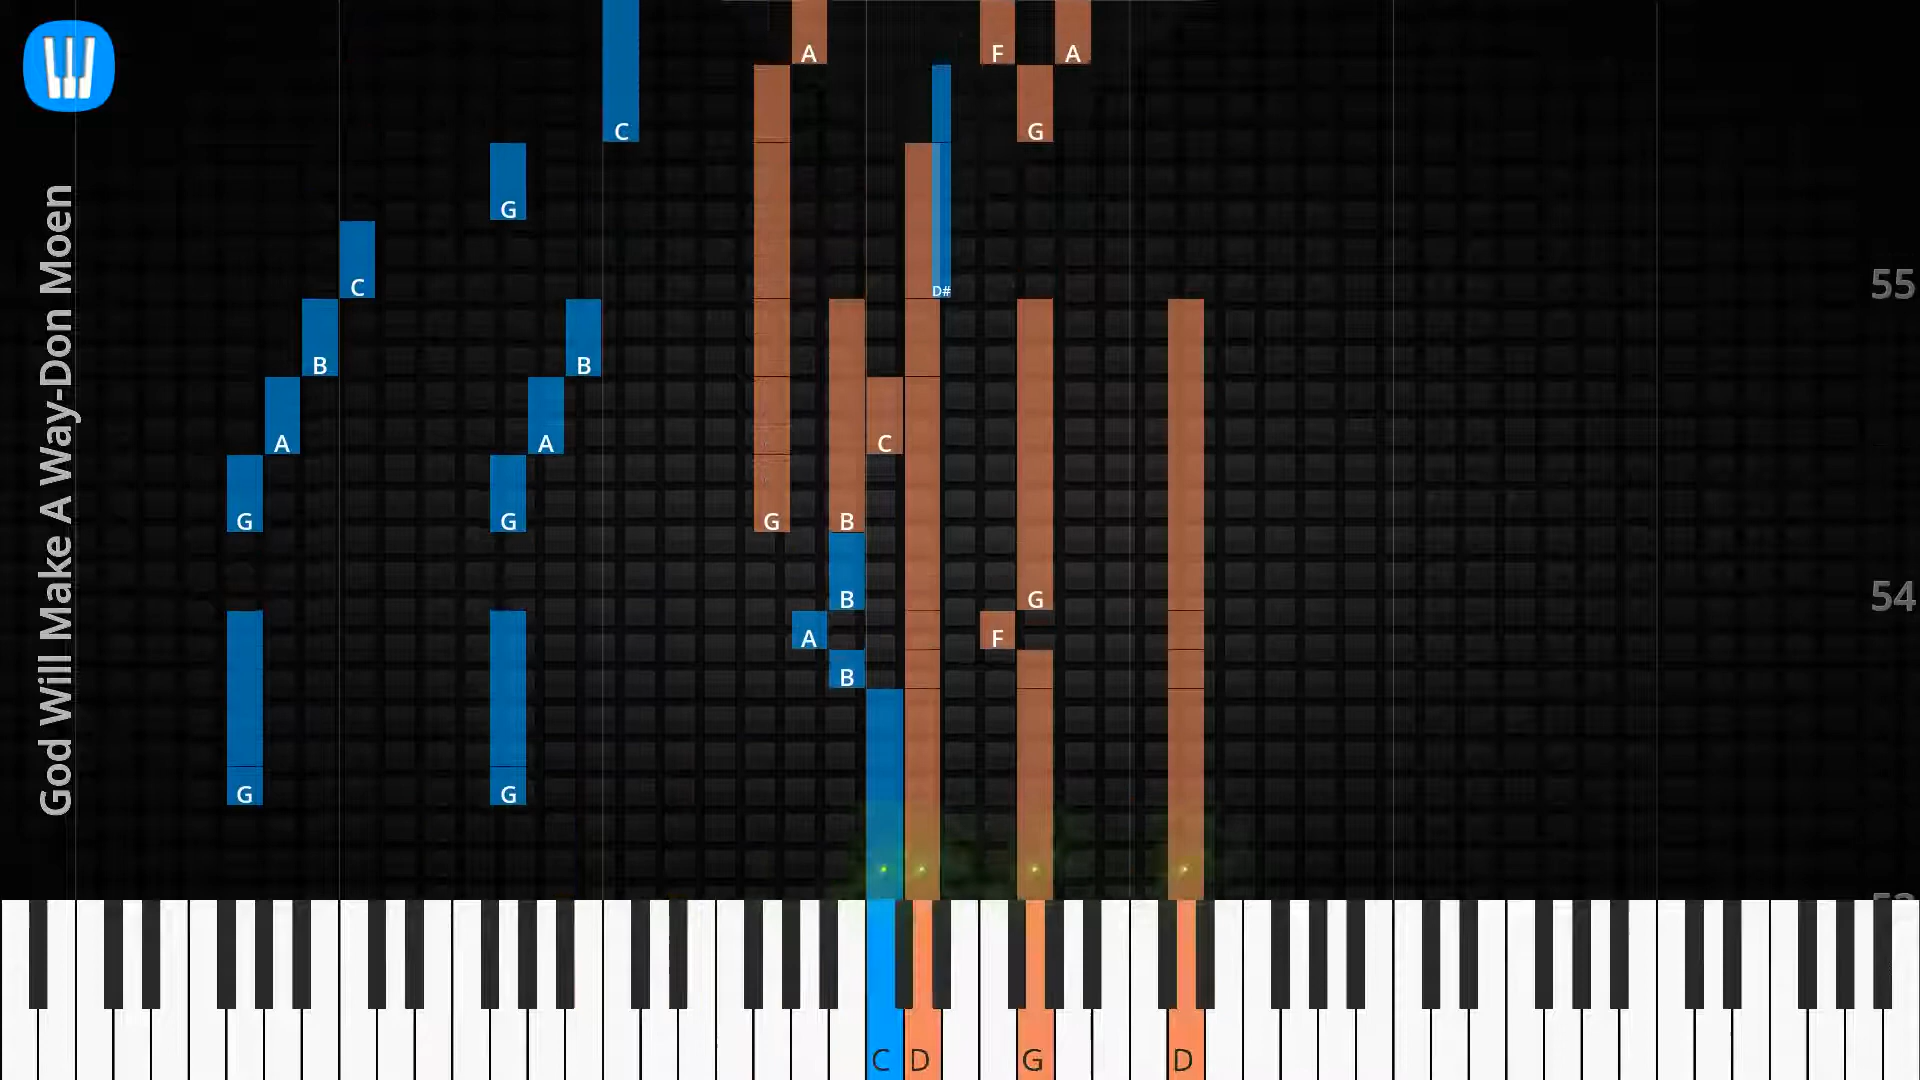 God Will Make A Way-Don Moen
A F A
C G
G
C D# 55
B B
A A C
G G G B
B G 54
A F
B
G G
C D G D